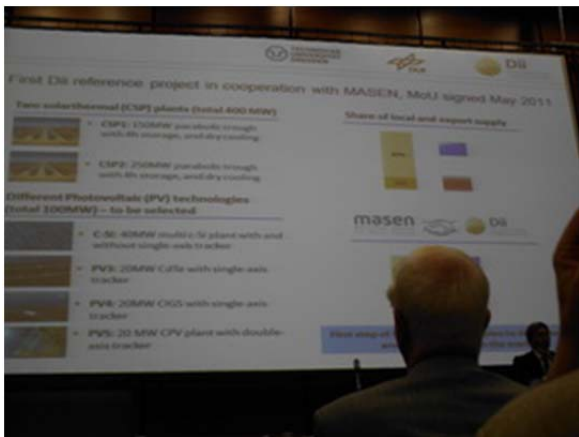 TECHNISCHE
UNIVERSITÄT
DRESDEN
DLR
Dii
First Dii reference project in cooperation with MASEN, MoU signed May 2011
Two solarthermal (CSP) plants (total 400 MW)
• CSP1: 150MW parabolic trough
with 4h storage, and dry cooling
• CSP2: 250MW parabolic trough
with 4h storage, and dry cooling
Different Photovoltaic (PV) technologies
(total 100MW) – to be selected
• C-Si: 40MW multi c-Si plant with and
without single-axis tracker
• PV3: 20MW CdTe with single-axis
tracker
• PV4: 20MW CIGS with single-axis
tracker
• PV5: 20 MW CPV plant with double-
axis tracker
Share of local and export supply
masen
Dii
First step of